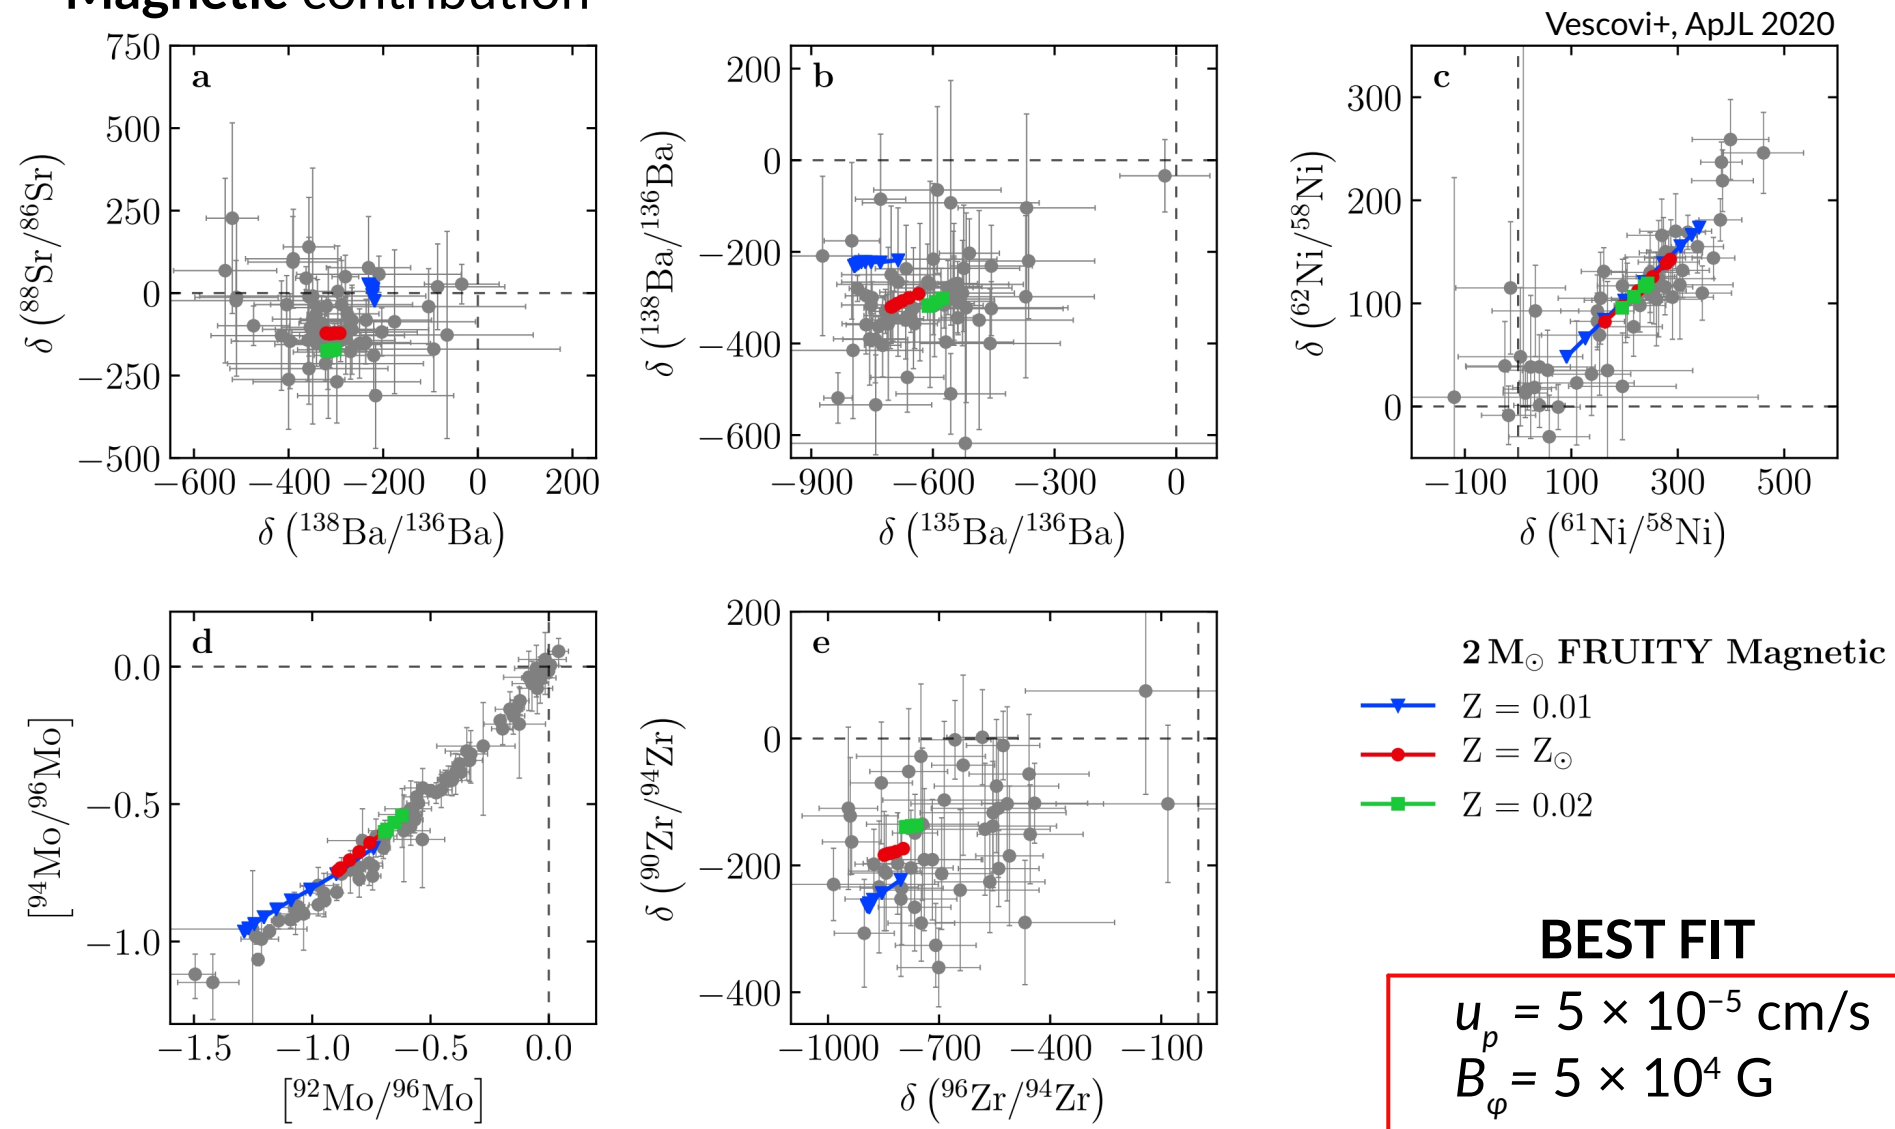 Magnetic contribution
Vescovi+, ApJL 2020
a
750
500
250
0
−250
−500
−600 −400 −200 0 200
δ (⁸⁸Sr/⁸⁶Sr)
δ (¹³⁸Ba/¹³⁶Ba)
b
200
0
−200
−400
−600
−900 −600 −300 0
δ (¹³⁸Ba/¹³⁶Ba)
δ (¹³⁵Ba/¹³⁶Ba)
c
300
200
100
0
−100 100 300 500
δ (⁶²Ni/⁵⁸Ni)
δ (⁶¹Ni/⁵⁸Ni)
d
0.0
−0.5
−1.0
−1.5 −1.0 −0.5 0.0
[⁹⁴Mo/⁹⁶Mo]
[⁹²Mo/⁹⁶Mo]
e
200
0
−200
−400
−1000 −700 −400 −100
δ (⁹⁰Zr/⁹⁴Zr)
δ (⁹⁶Zr/⁹⁴Zr)
2 M☉ FRUITY Magnetic
Z = 0.01
Z = Z☉
Z = 0.02
BEST FIT
uₚ = 5 × 10⁻⁵ cm/s
Bᵩ = 5 × 10⁴ G